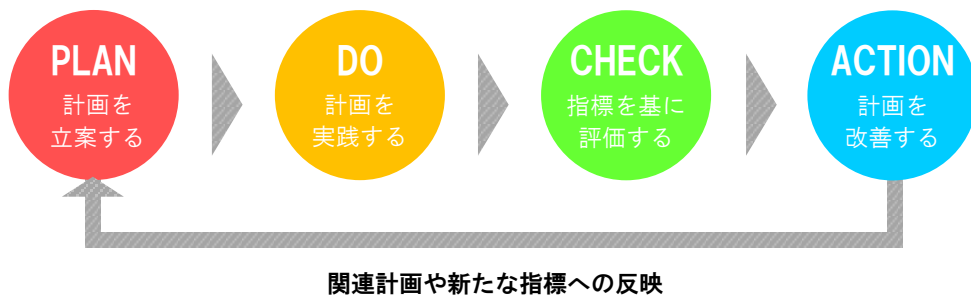 PLAN
計画を
立案する
DO
計画を
実践する
CHECK
指標を基に
評価する
ACTION
計画を
改善する
関連計画や新たな指標への反映